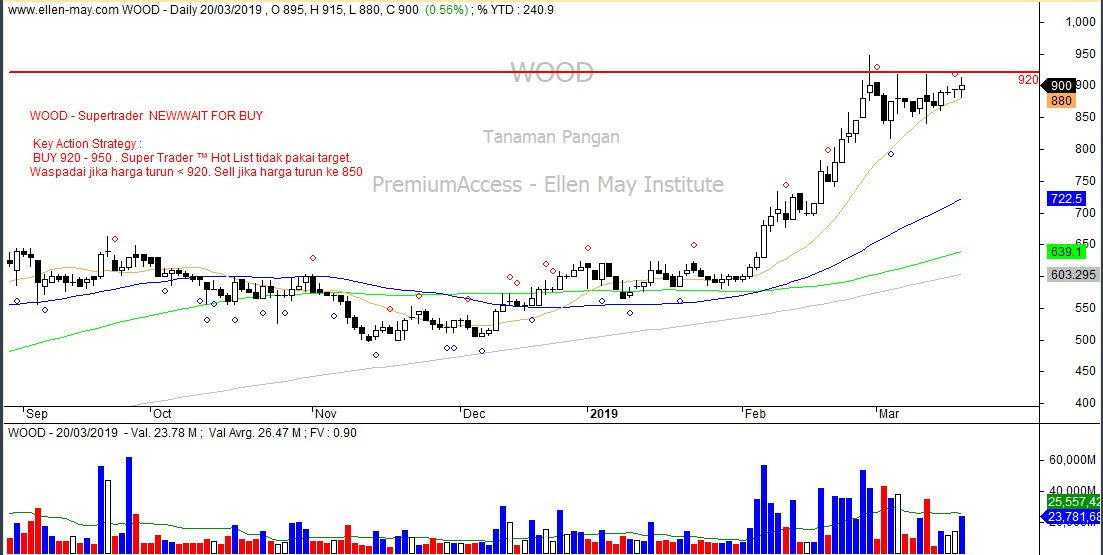 www.ellen-may.com WOOD - Daily 20/03/2019 , O 895, H 915, L 880, C 900 (0.56%) ; % YTD : 240.9
1,000
950
WOOD
920
900
900
880
WOOD - Supertrader NEW/WAIT FOR BUY
850
Tanaman Pangan
Key Action Strategy :
BUY 920 - 950 . Super Trader ™ Hot List tidak pakai target.
800
Waspadai jika harga turun < 920. Sell jika harga turun ke 850
PremiumAccess - Ellen May Institute
750
722.5
700
650
639.1
603.295
550
500
450
400
Sep Oct Nov Dec 2019 Feb Mar
WOOD - 20/03/2019 - Val. 23.78 M ; Val Avrg. 26.47 M ; FV : 0.90
60,000M
40,000M
25,557.42
23,781.68